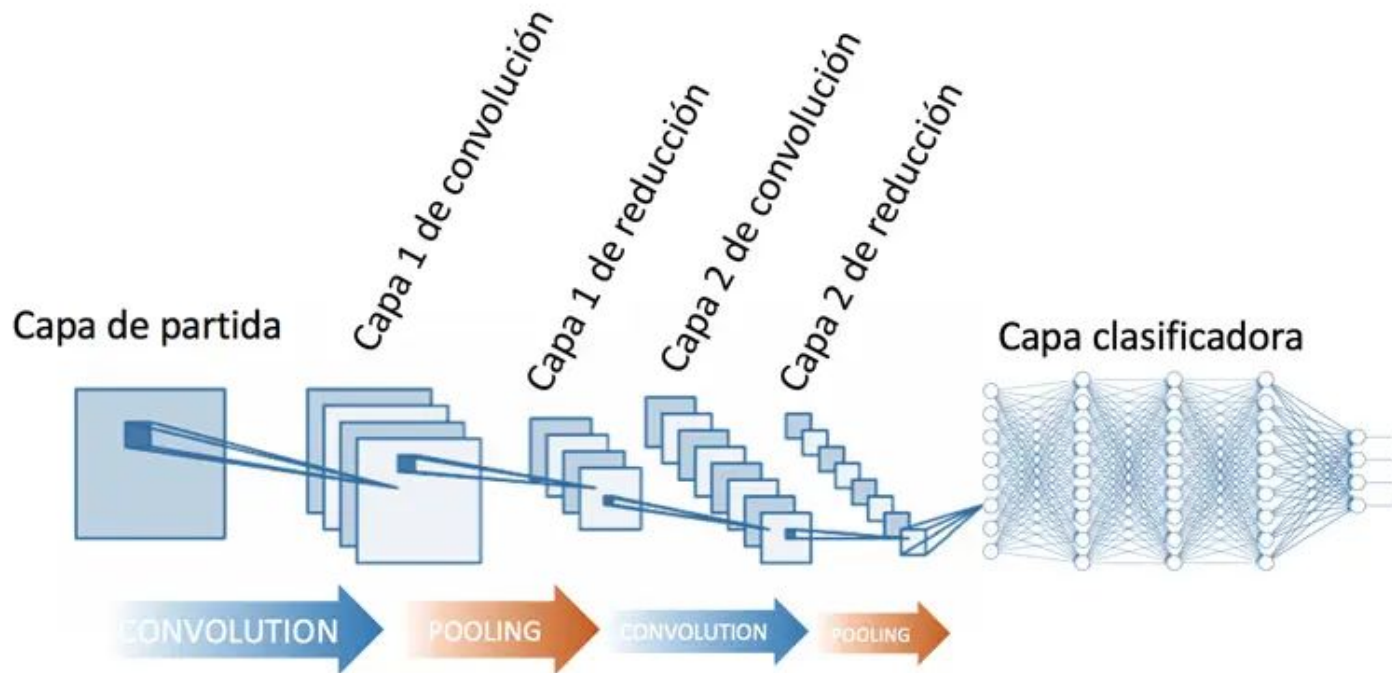 Capa de partida
Capa 1 de convolución
Capa 1 de reducción
Capa 2 de convolución
Capa 2 de reducción
Capa clasificadora
CONVOLUTION
POOLING
CONVOLUTION
POOLING